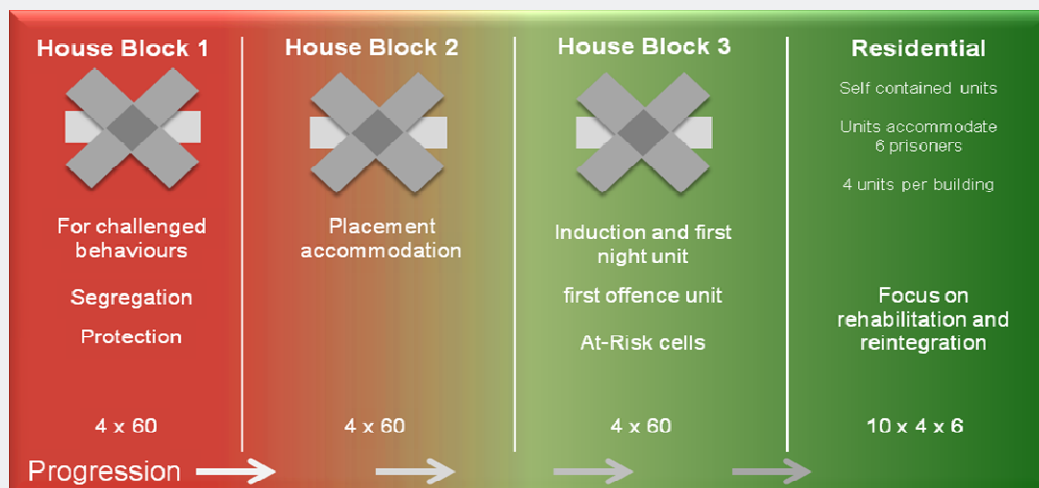 House Block 1
For challenged
behaviours
Segregation
Protection
4 x 60
House Block 2
Placement
accommodation
4 x 60
House Block 3
Induction and first
night unit
first offence unit
At-Risk cells
4 x 60
Residential
Self contained units
Units accommodate
6 prisoners
4 units per building
Focus on
rehabilitation and
reintegration
10 x 4 x 6
Progression